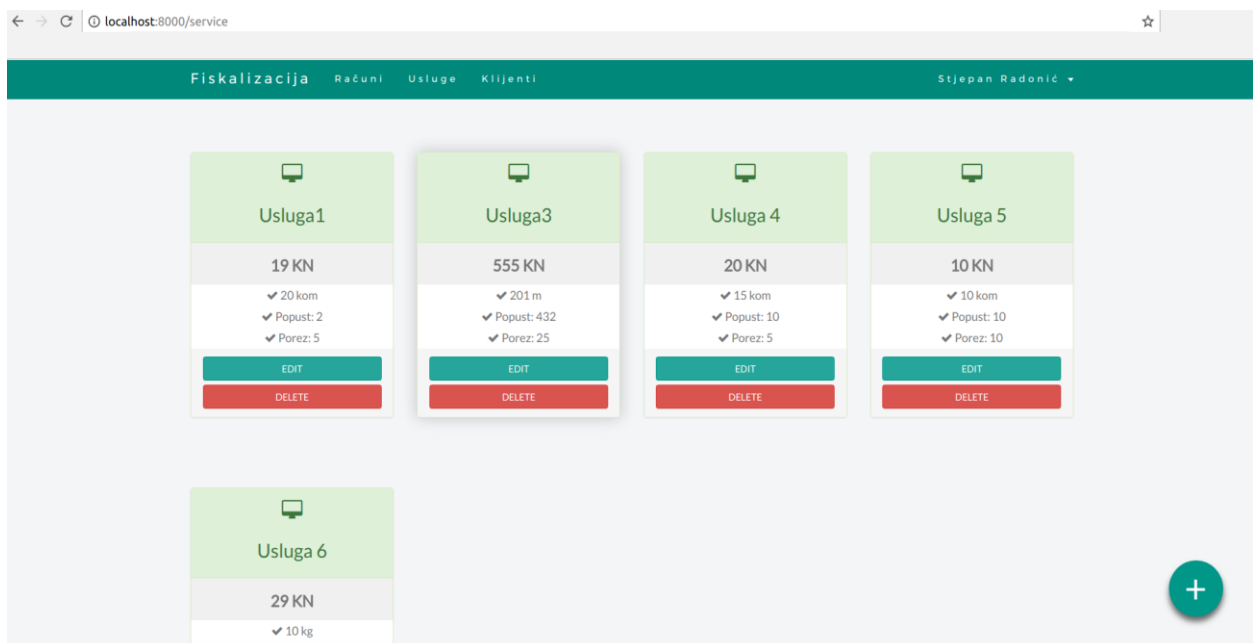 localhost:8000/service
Fiskalizacija Računi Usluge Klijenti Stjepan Radonić
Usluga1
19 KN
20 kom
Popust: 2
Porez: 5
EDIT
DELETE
Usluga3
555 KN
201 m
Popust: 432
Porez: 25
EDIT
DELETE
Usluga 4
20 KN
15 kom
Popust: 10
Porez: 5
EDIT
DELETE
Usluga 5
10 KN
10 kom
Popust: 10
Porez: 10
EDIT
DELETE
Usluga 6
29 KN
10 kg